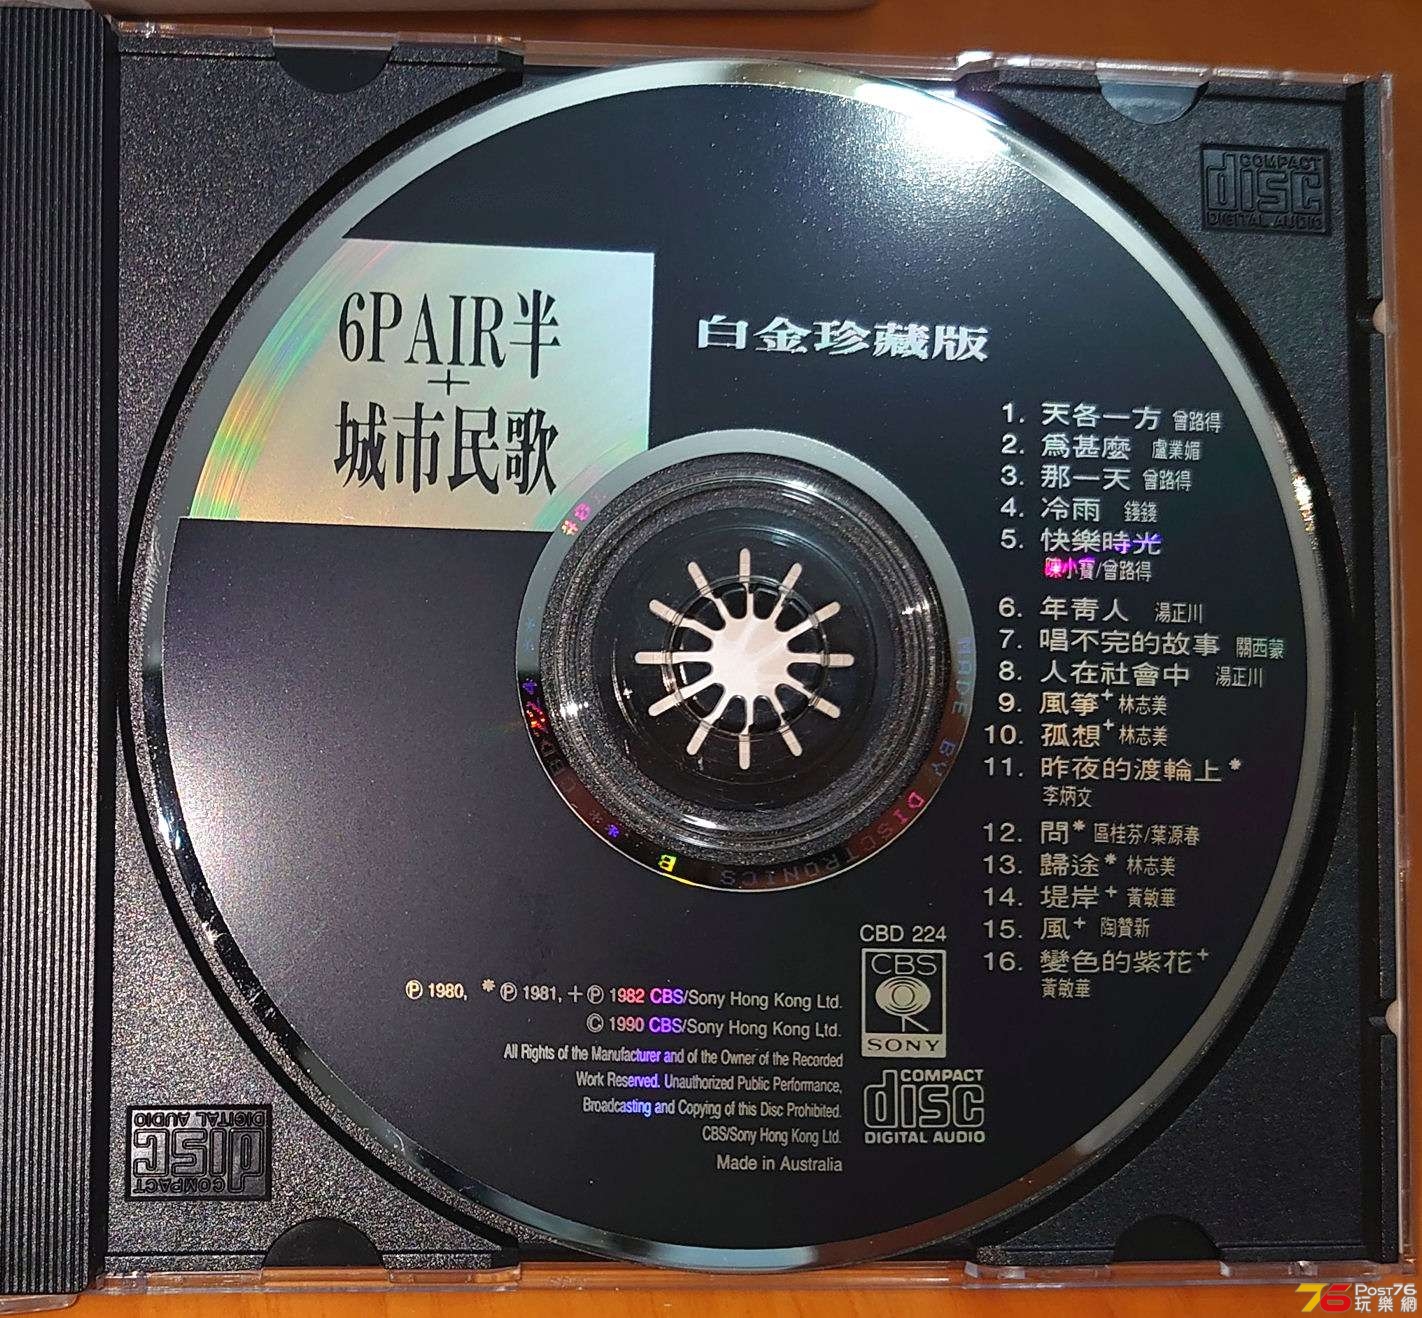 COMPACT
disc
DIGITAL AUDIO
6PAIR半
+
城市民歌
白金珍藏版
1. 天各一方 曾路得
2. 爲甚麼 盧業媚
3. 那一天 曾路得
4. 冷雨 錢錢
5. 快樂時光
陳小寶/曾路得
6. 年靑人 湯正川
7. 唱不完的故事 關西蒙
8. 人在社會中 湯正川
9. 風箏+ 林志美
10. 孤想+ 林志美
11. 昨夜的渡輪上*
李炳文
12. 問* 區桂芬/葉源春
13. 歸途* 林志美
14. 堤岸+ 黃敏華
15. 風+ 陶贊新
16. 變色的紫花+
黃敏華
MADE BY DISCTRONICS
CBD 224
CBS
SONY
℗ 1980, *℗ 1981, +℗ 1982 CBS/Sony Hong Kong Ltd.
© 1990 CBS/Sony Hong Kong Ltd.
All Rights of the Manufacturer and of the Owner of the Recorded
Work Reserved. Unauthorized Public Performance,
Broadcasting and Copying of this Disc Prohibited.
CBS/Sony Hong Kong Ltd.
Made in Australia
COMPACT
disc
DIGITAL AUDIO
COMPACT
disc
DIGITAL AUDIO
76 POST76
玩樂網